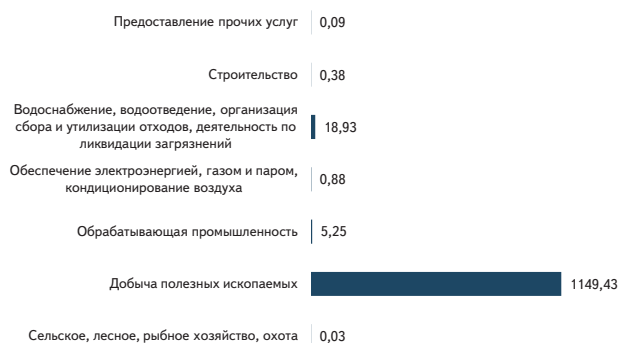 Предоставление прочих услуг 0,09
Строительство 0,38
Водоснабжение, водоотведение, организация
сбора и утилизации отходов, деятельность по
ликвидации загрязнений
18,93
Обеспечение электроэнергией, газом и паром,
кондиционирование воздуха
0,88
Обрабатывающая промышленность 5,25
Добыча полезных ископаемых 1149,43
Сельское, лесное, рыбное хозяйство, охота 0,03